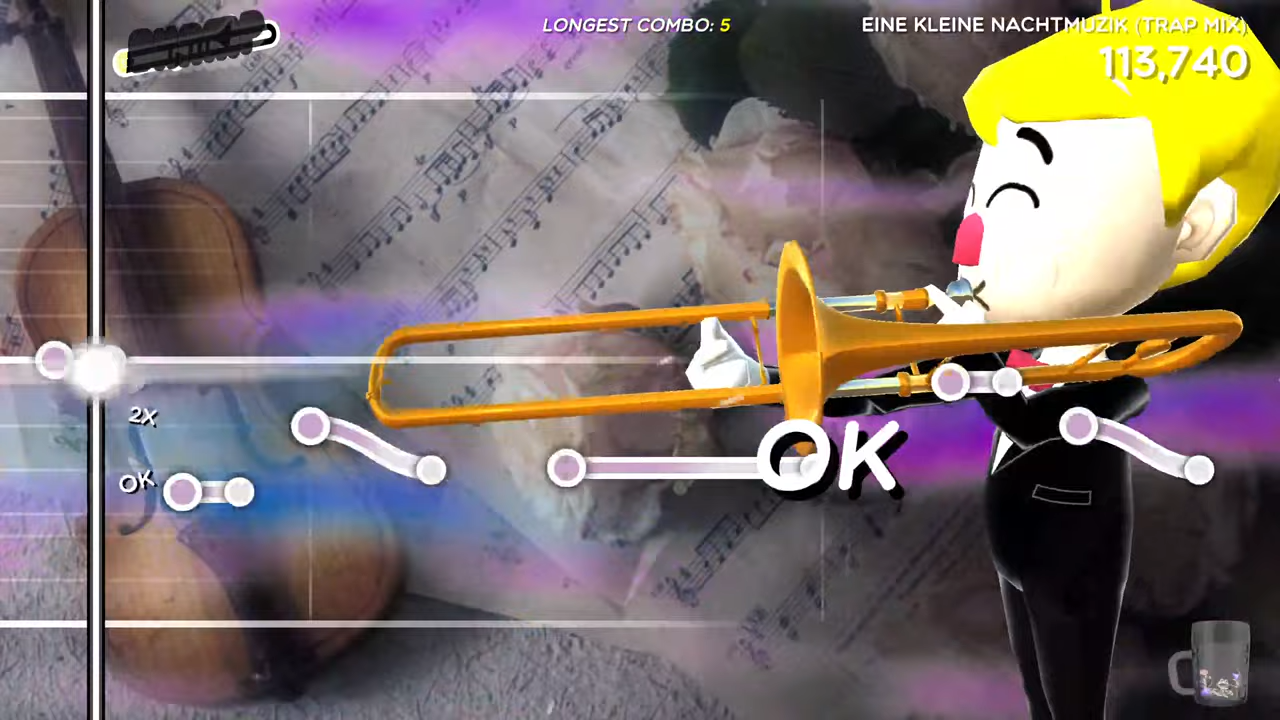 LONGEST COMBO: 5
EINE KLEINE NACHTMUZIK (TRAP MIX)
113,740
2X
OK
OK